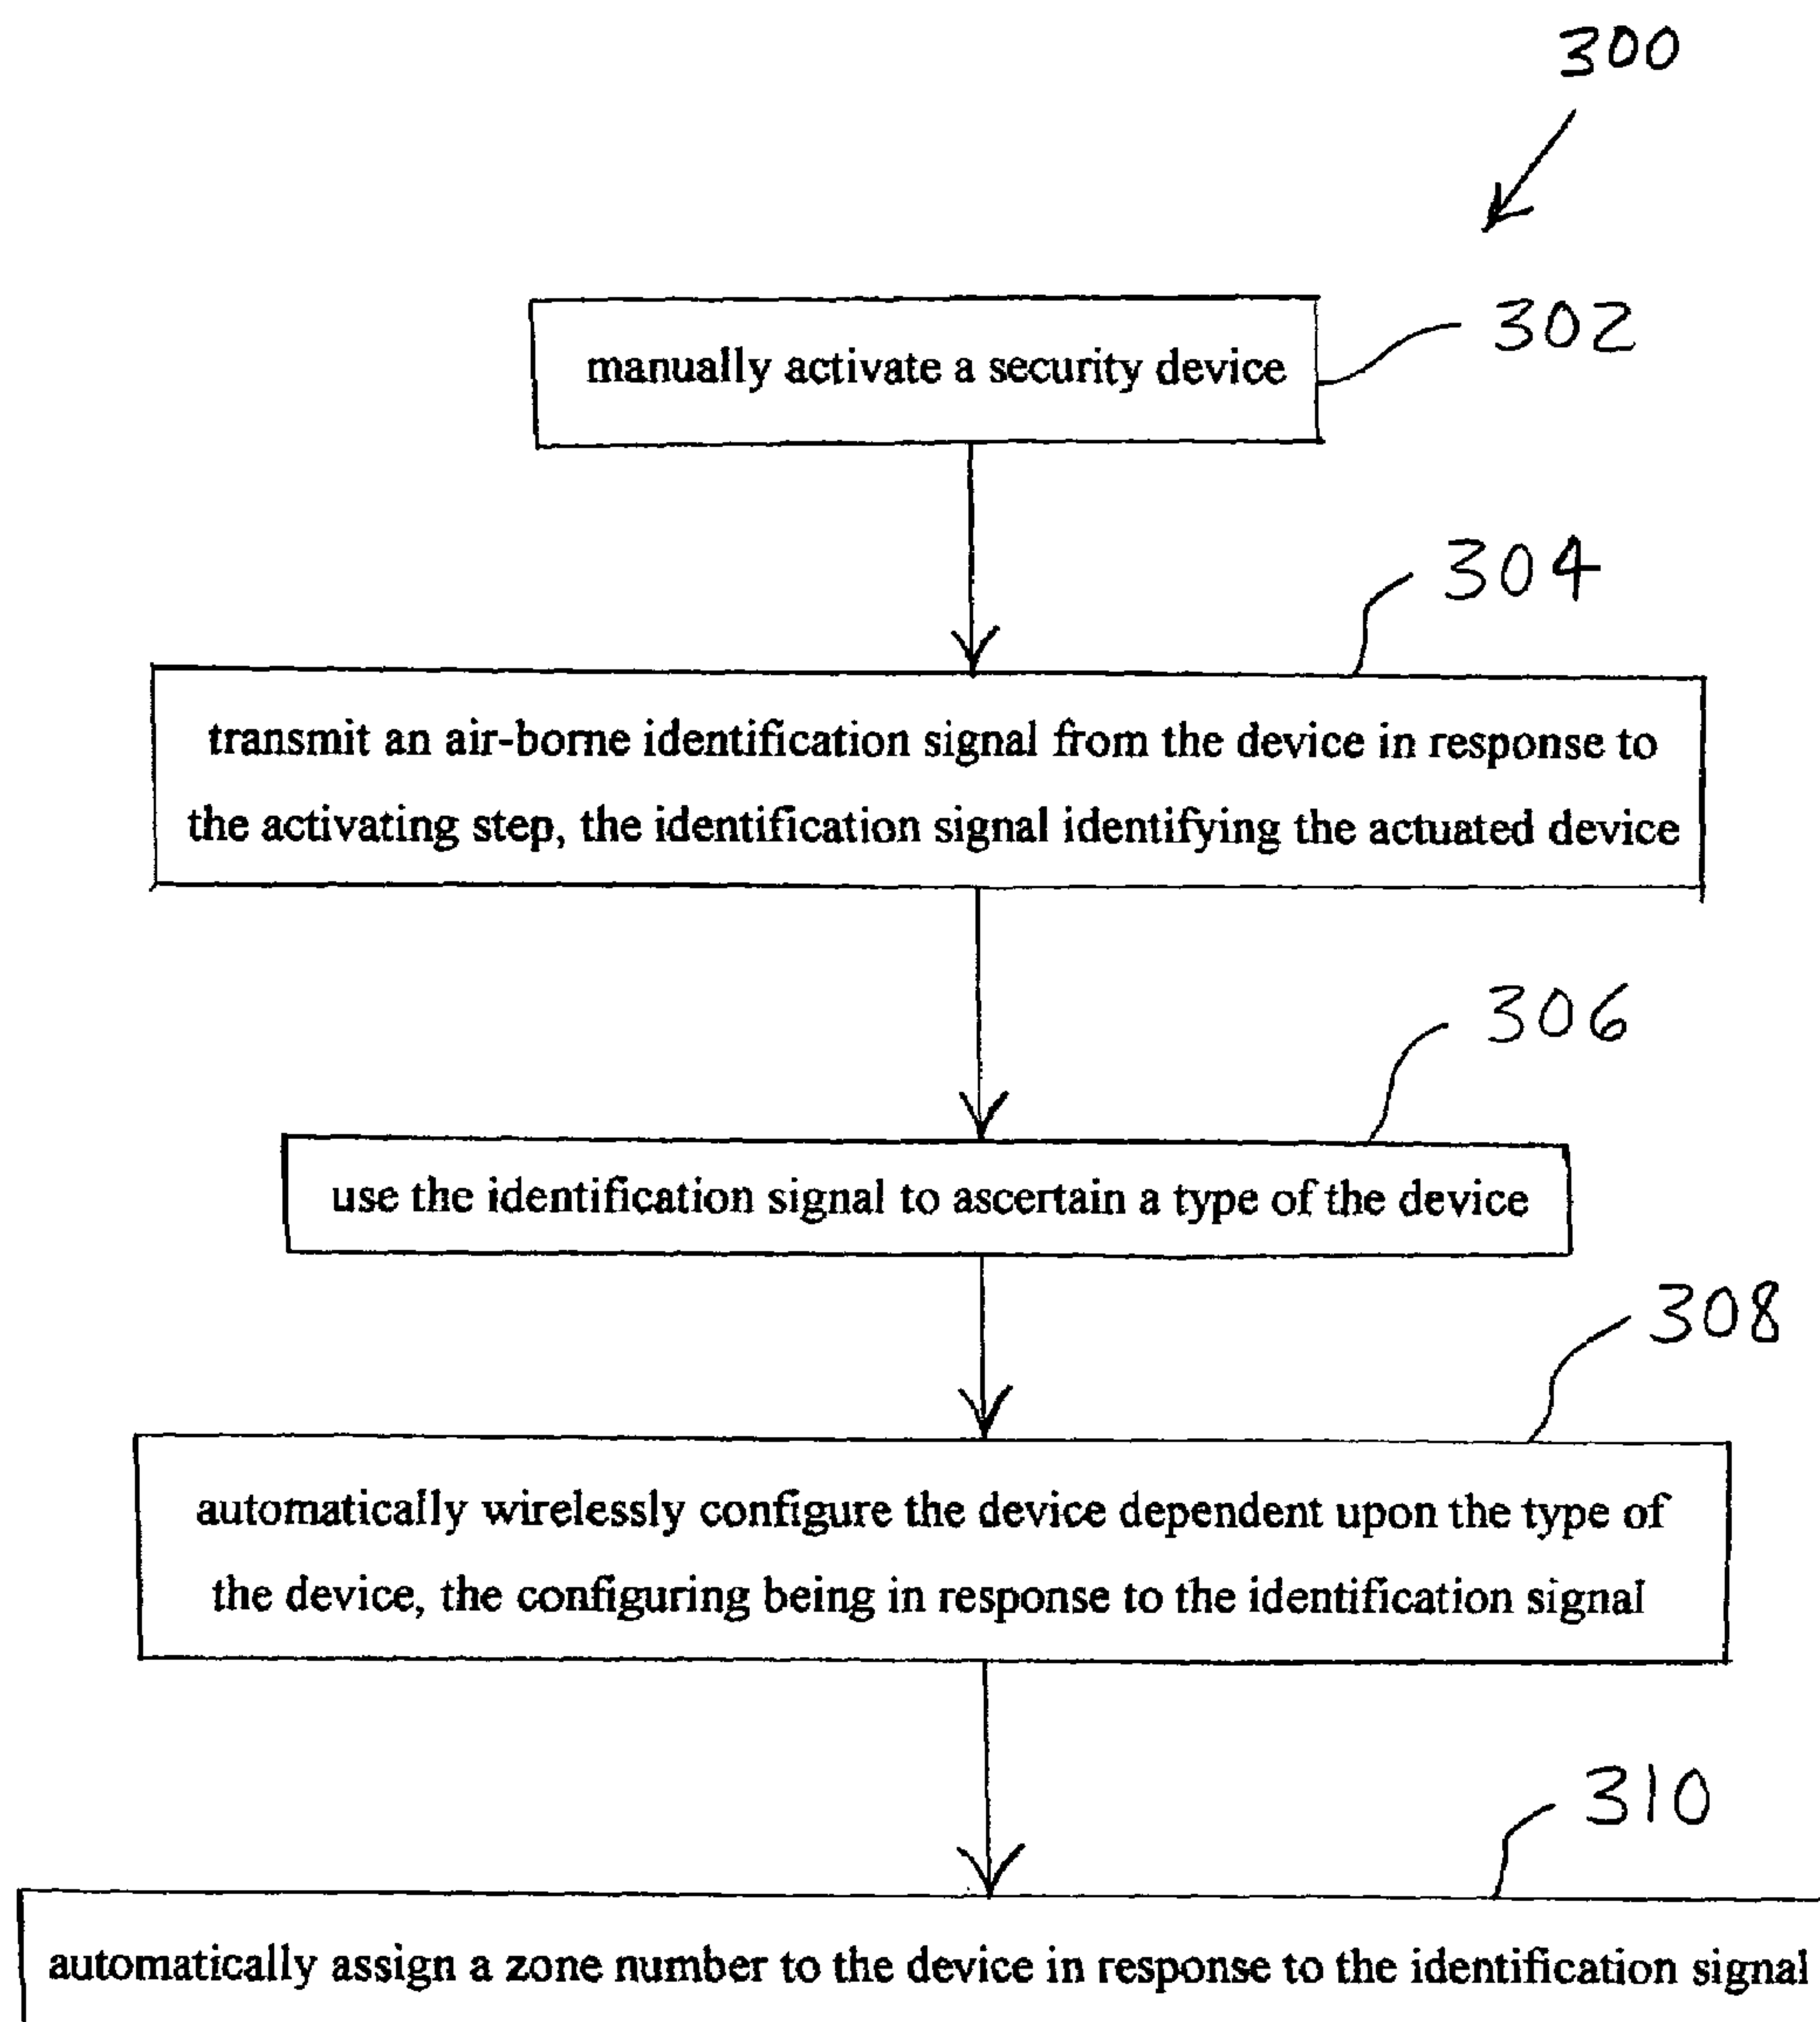 300
manually activate a security device
302
304
transmit an air-borne identification signal from the device in response to
the activating step, the identification signal identifying the actuated device
306
use the identification signal to ascertain a type of the device
308
automatically wirelessly configure the device dependent upon the type of
the device, the configuring being in response to the identification signal
310
automatically assign a zone number to the device in response to the identification signal